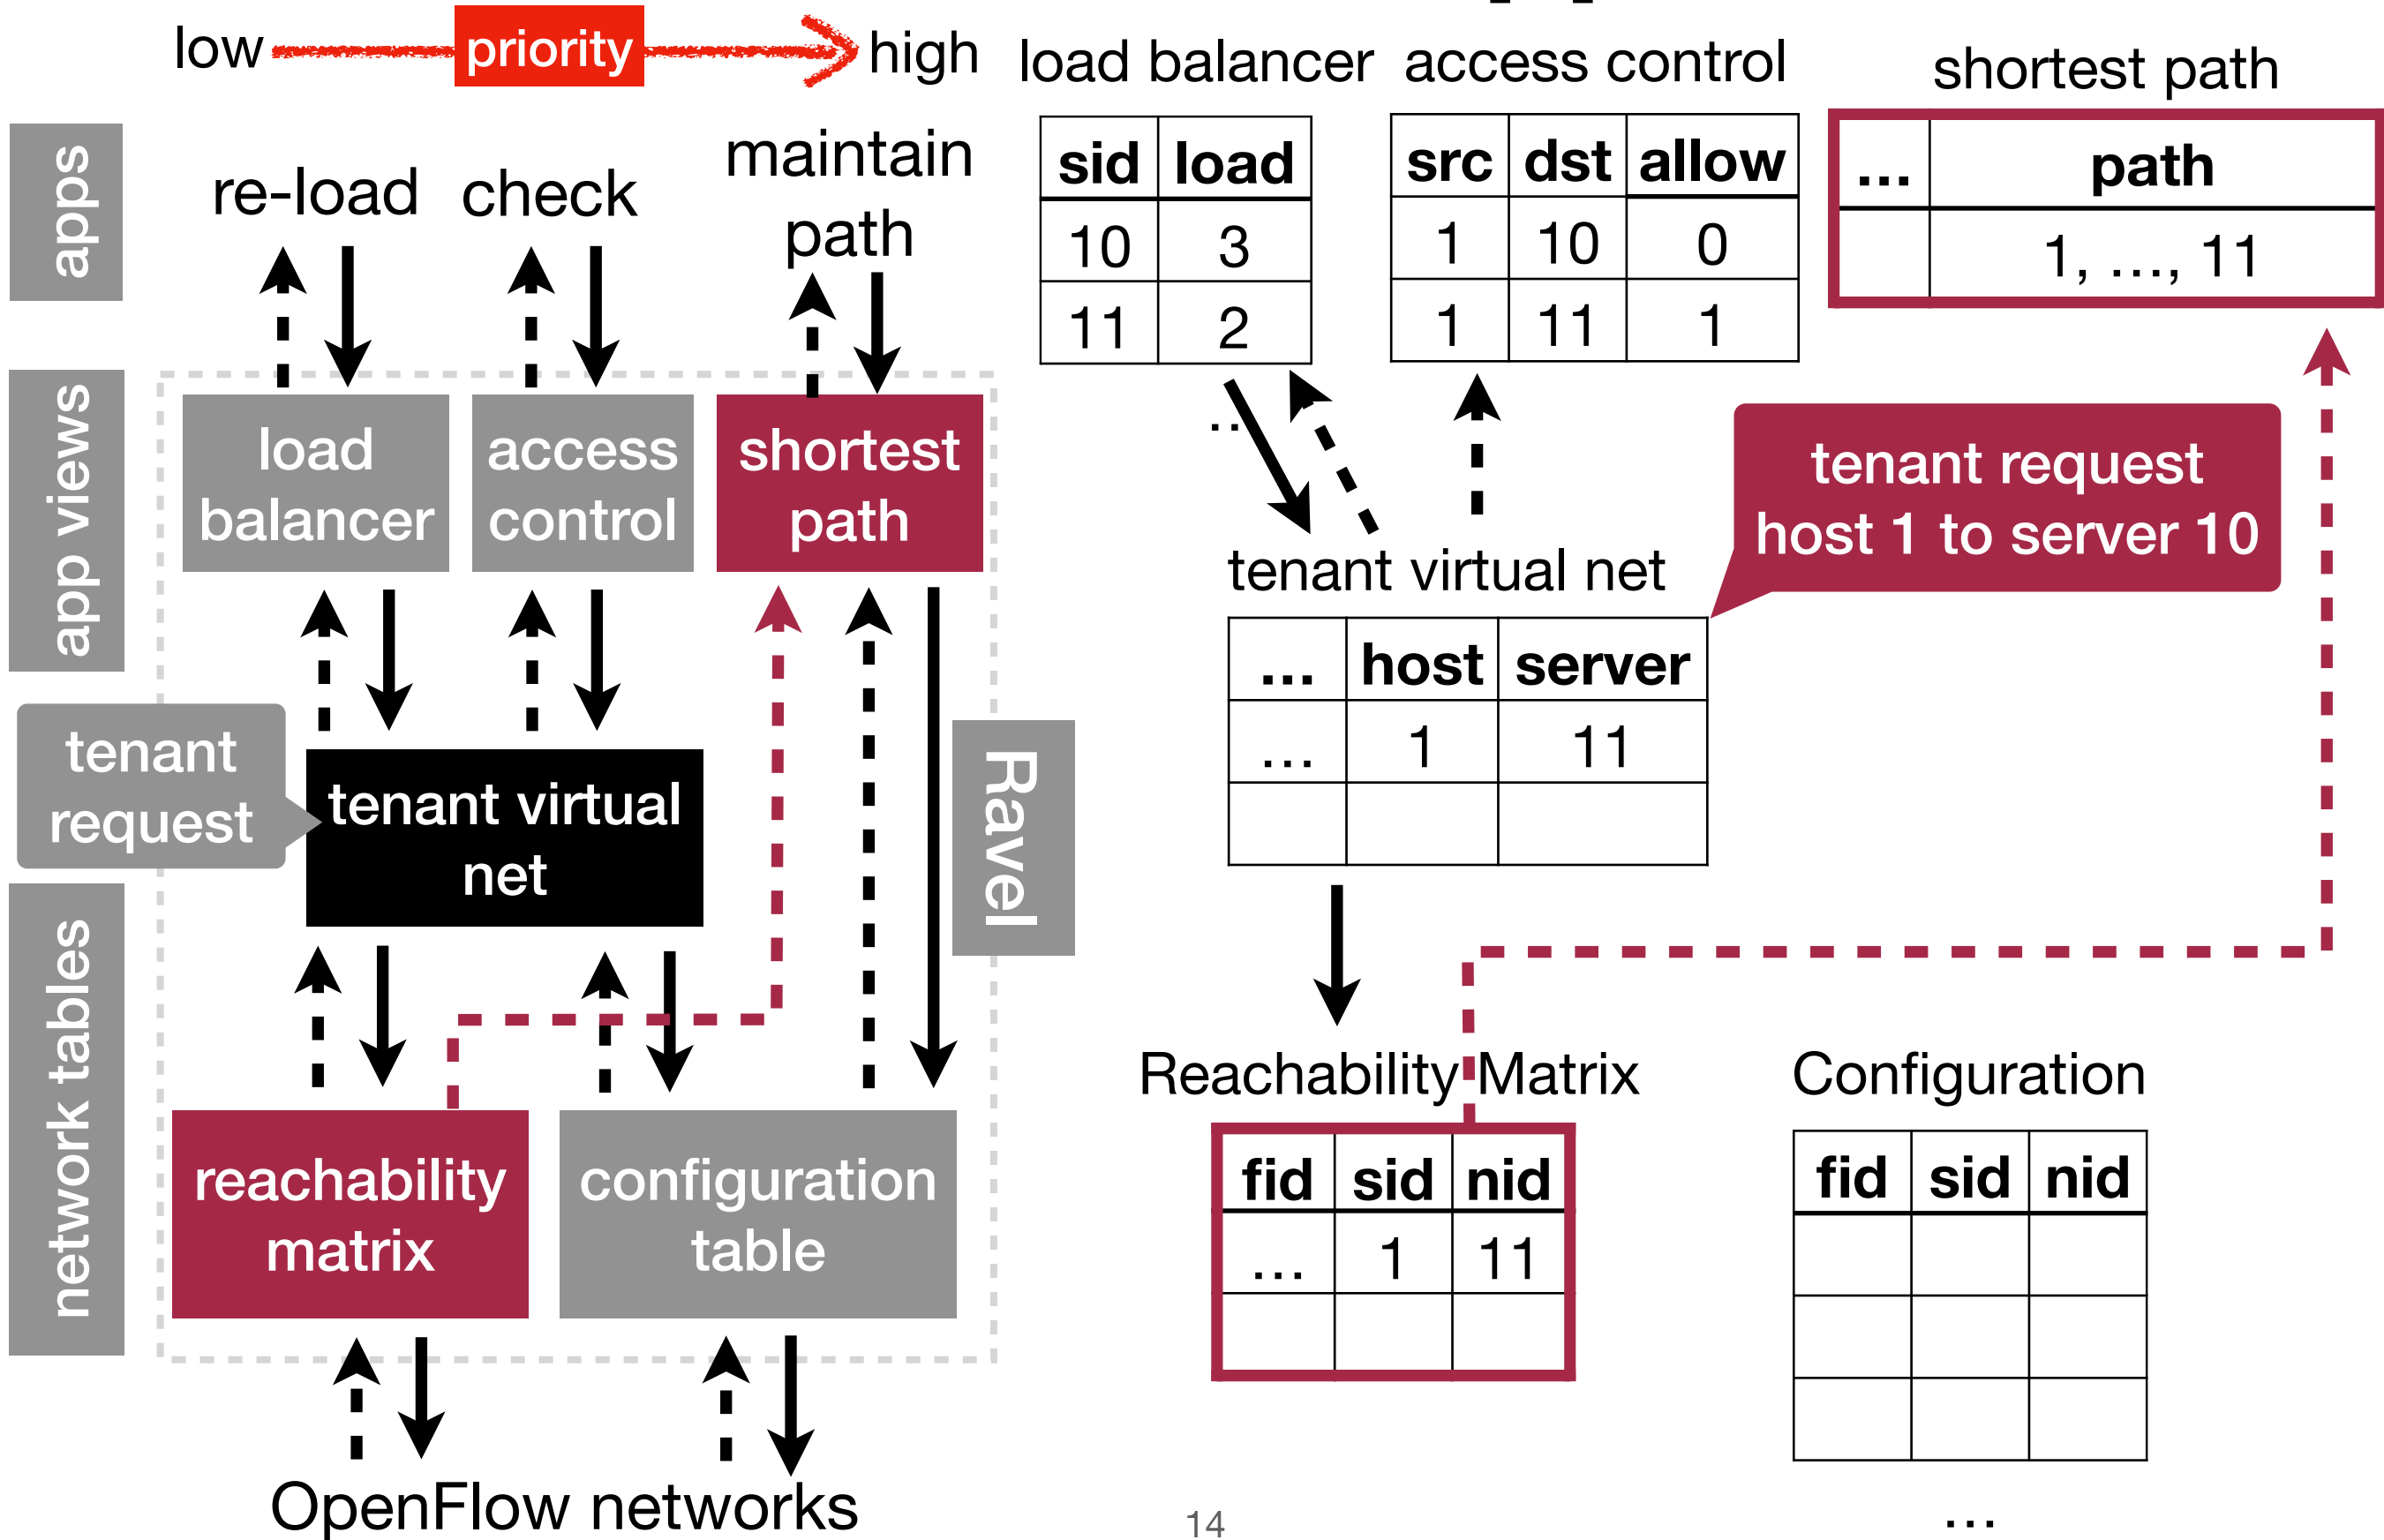 low priority high
apps
re-load
check
maintain
path
app views
load
balancer
access
control
shortest
path
tenant
request
tenant virtual
net
Ravel
network tables
reachability
matrix
configuration
table
OpenFlow networks
load balancer
sid load
10 3
11 2
..
access control
src dst allow
1 10 0
1 11 1
shortest path
... path
1, ..., 11
tenant request
host 1 to server 10
tenant virtual net
... host server
... 1 11
Reachability Matrix
fid sid nid
... 1 11
Configuration
fid sid nid
...
14